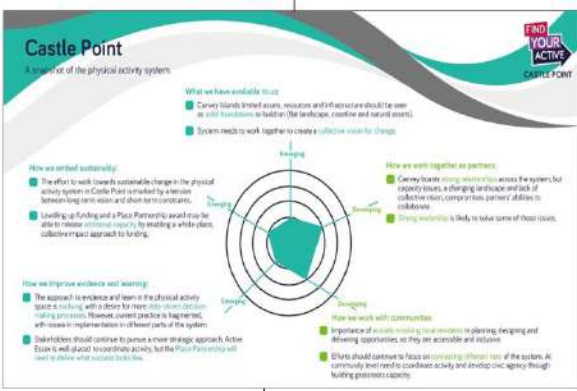 Castle Point
A snapshot of the physical activity system
FIND
YOUR
ACTIVE
CASTLE POINT
What we have available to us:
Canvey Islands limited assets, resources and infrastructure should be seen
as solid foundations to build on (flat landscape, coastline and natural assets).
System needs to work together to create a collective vision for change.
Emerging
How we embed sustainably:
The effort to work towards sustainable change in the physical
activity system in Castle Point is marked by a tension
between long-term vision and short-term constraints.
Levelling up funding and a Place Partnership award may be
able to release additional capacity by enabling a whole-place,
collective impact approach to funding.
Emerging
How we work together as partners:
Canvey boasts strong relationships across the system, but
capacity issues, a changing landscape and lack of
collective vision, compromises partners' abilities to
collaborate.
Strong leadership is likely to solve some of these issues.
Developing
How we improve evidence and learning:
The approach to evidence and learn in the physical activity
space is evolving with a desire for more data-driven decision
making processes. However, current practice is fragmented,
with issues in implementation in different parts of the system.
Stakeholders should continue to pursue a more strategic approach. Active
Essex is well-placed to coordinate activity, but the Place Partnership will
need to define what success looks like.
Emerging
Developing
How we work with communities:
Importance of actively involving local residents in planning, designing and
delivering opportunities, so they are accessible and inclusive.
Efforts should continue to focus on connecting different tiers of the system. At
community level need to coordinate activity and develop civic agency through
building grassroots capacity.